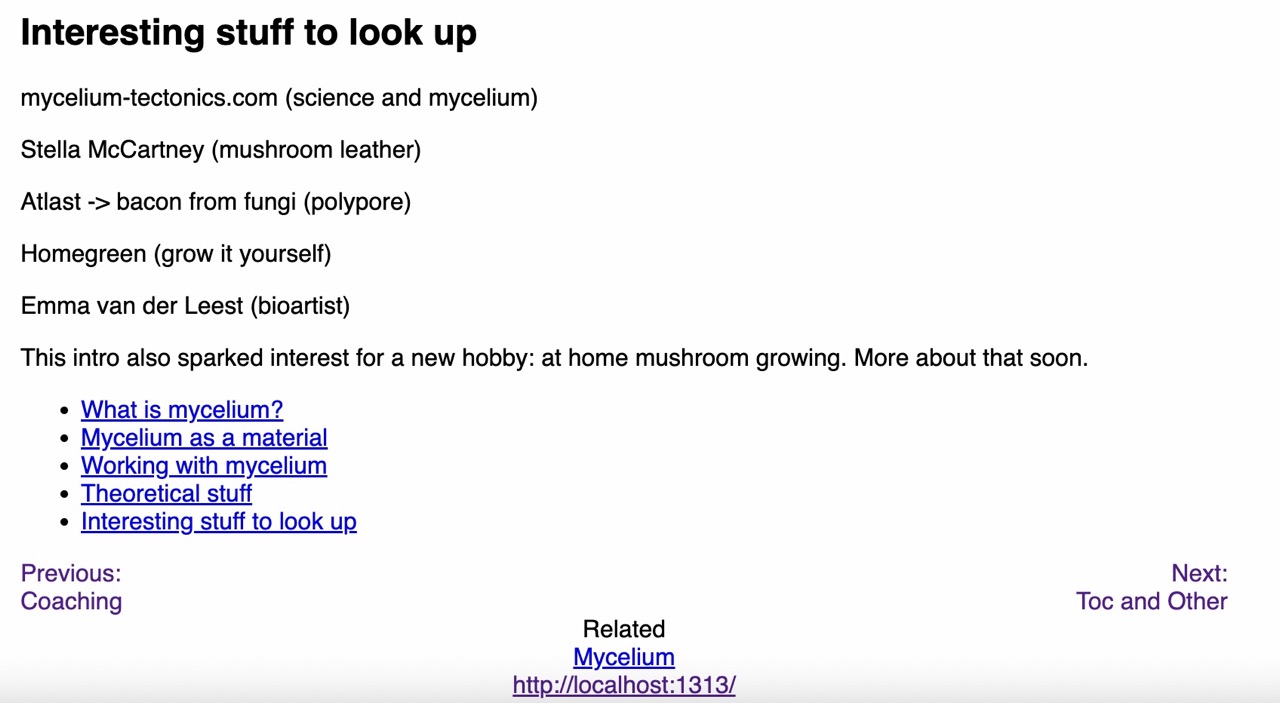 Interesting stuff to look up
mycelium-tectonics.com (science and mycelium)
Stella McCartney (mushroom leather)
Atlast -> bacon from fungi (polypore)
Homegreen (grow it yourself)
Emma van der Leest (bioartist)
This intro also sparked interest for a new hobby: at home mushroom growing. More about that soon.
• What is mycelium?
• Mycelium as a material
• Working with mycelium
• Theoretical stuff
• Interesting stuff to look up
Previous:
Coaching
Next:
Toc and Other
Related
Mycelium
http://localhost:1313/